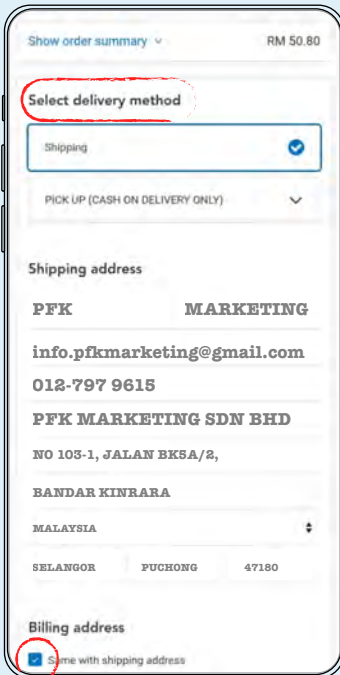 Show order summary RM 50.80
Select delivery method
Shipping
PICK UP (CASH ON DELIVERY ONLY)
Shipping address
PFK MARKETING
info.pfkmarketing@gmail.com
012-797 9615
PFK MARKETING SDN BHD
NO 103-1, JALAN BK5A/2,
BANDAR KINRARA
MALAYSIA
SELANGOR PUCHONG 47180
Billing address
Same with shipping address